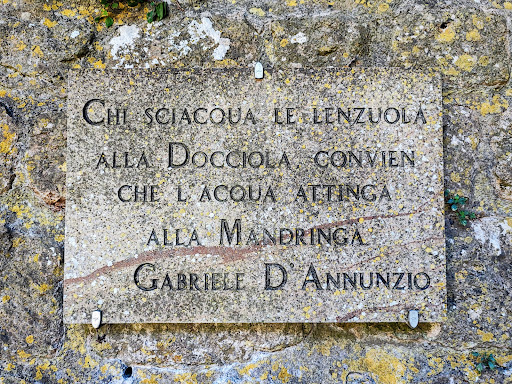 CHI SCIACQUA LE LENZUOLA
ALLA DOCCIOLA, CONVIEN
CHE L'ACQUA ATTINGA
ALLA MANDRINGA
GABRIELE D'ANNUNZIO